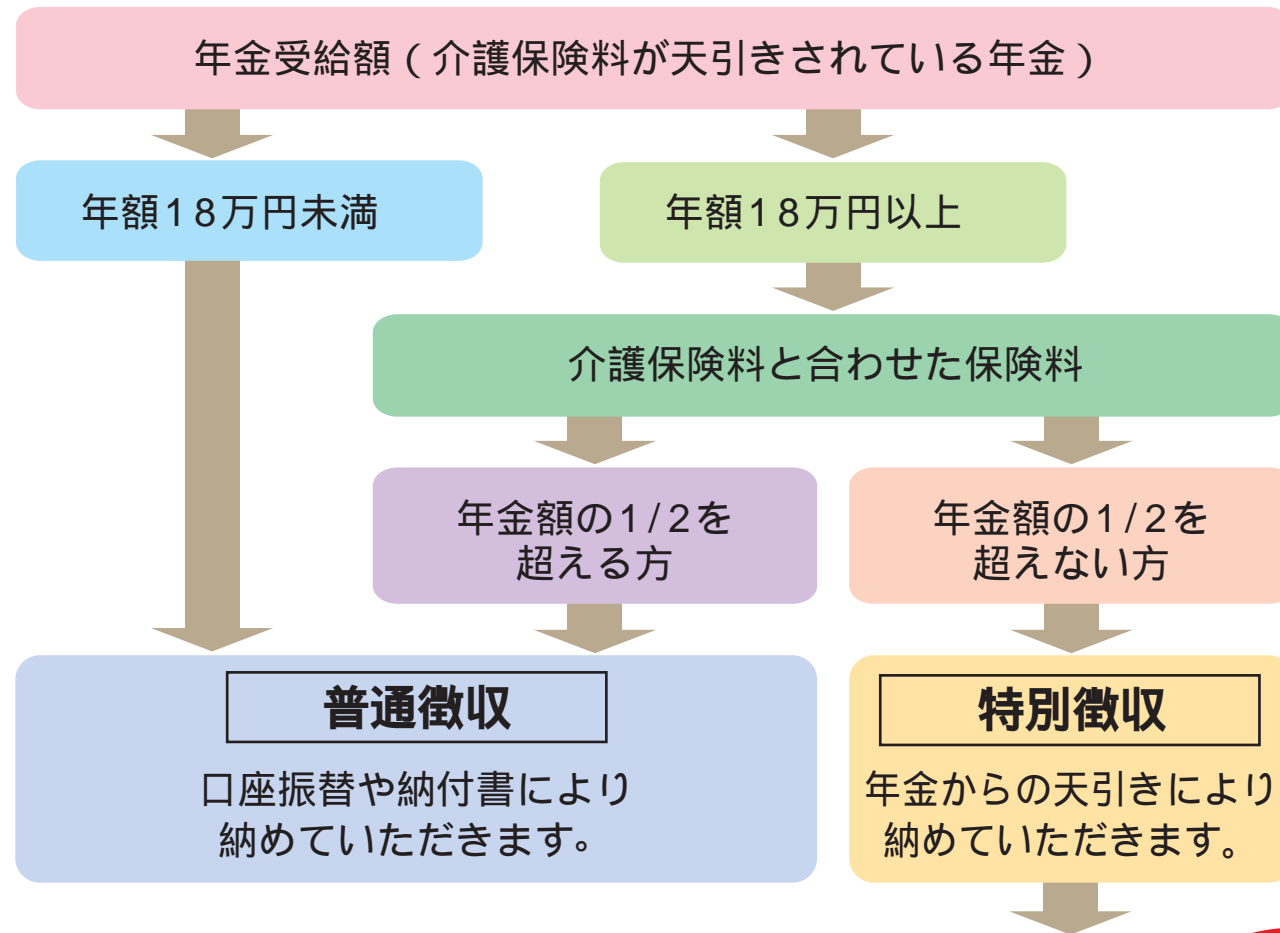 年金受給額(介護保険料が天引きされている年金)
年額18万円未満
年額18万円以上
介護保険料と合わせた保険料
年金額の1/2を
超える方
年金額の1/2を
超えない方
普通徴収
口座振替や納付書により
納めていただきます。
特別徴収
年金からの天引きにより
納めていただきます。